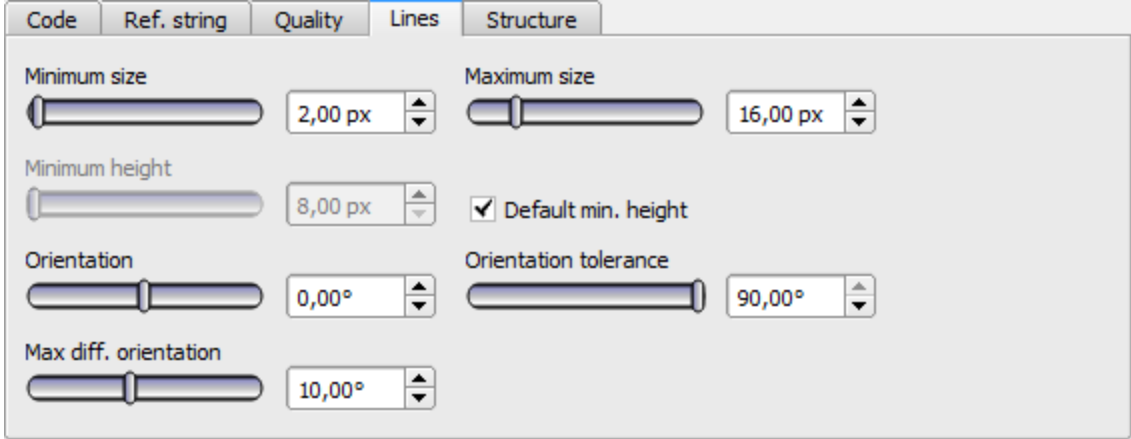 Code Ref. string Quality Lines Structure
Minimum size Maximum size
2,00 px 16,00 px
Minimum height
8,00 px Default min. height
Orientation Orientation tolerance
0,00° 90,00°
Max diff. orientation
10,00°